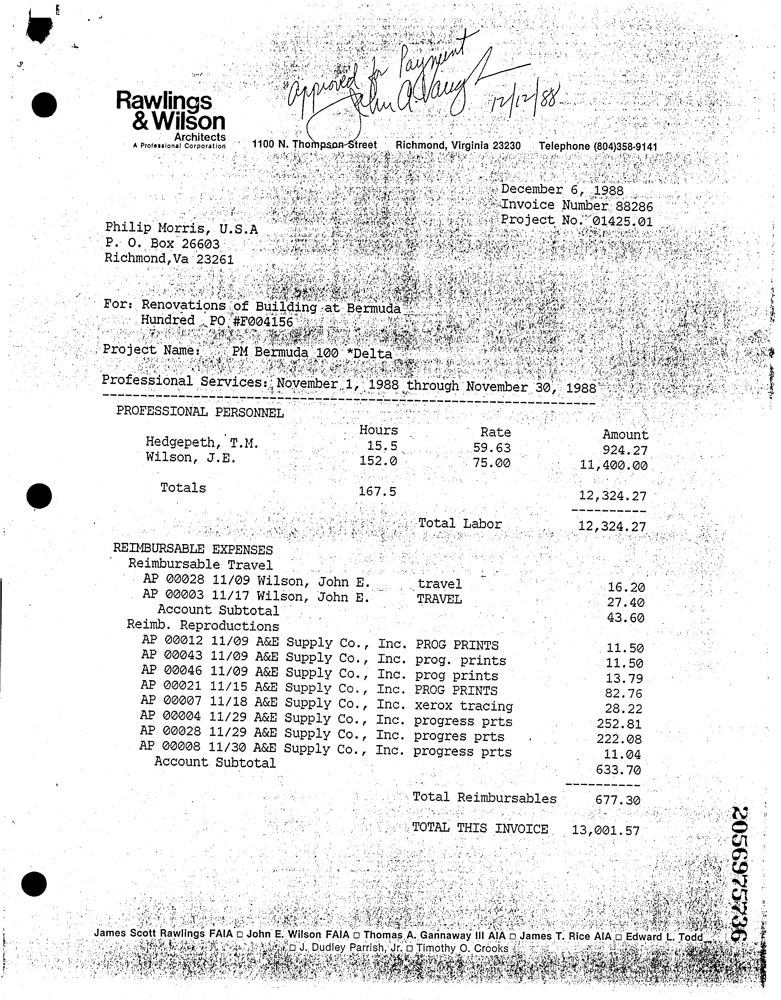 Approved for Payment
John A. Vaugh
12/12/88
Rawlings
& Wilson
Architects
A Professional Corporation
1100 N. Thompson Street Richmond, Virginia 23230 Telephone (804)358-9141
December 6, 1988
Invoice Number 88286
Project No. 01425.01
Philip Morris, U.S.A
P. O. Box 26603
Richmond,Va 23261
For: Renovations of Building at Bermuda
Hundred PO #F004156
Project Name: PM Bermuda 100 *Delta
Professional Services: November 1, 1988 through November 30, 1988
PROFESSIONAL PERSONNEL
Hours Rate Amount
Hedgepeth, T.M. 15.5 59.63 924.27
Wilson, J.E. 152.0 75.00 11,400.00
Totals 167.5 12,324.27
Total Labor 12,324.27
REIMBURSABLE EXPENSES
Reimbursable Travel
AP 00028 11/09 Wilson, John E. travel 16.20
AP 00003 11/17 Wilson, John E. TRAVEL 27.40
Account Subtotal 43.60
Reimb. Reproductions
AP 00012 11/09 A&E Supply Co., Inc. PROG PRINTS 11.50
AP 00043 11/09 A&E Supply Co., Inc. prog. prints 11.50
AP 00046 11/09 A&E Supply Co., Inc. prog prints 13.79
AP 00021 11/15 A&E Supply Co., Inc. PROG PRINTS 82.76
AP 00007 11/18 A&E Supply Co., Inc. xerox tracing 28.22
AP 00004 11/29 A&E Supply Co., Inc. progress prts 252.81
AP 00028 11/29 A&E Supply Co., Inc. progres prts 222.08
AP 00008 11/30 A&E Supply Co., Inc. progress prts 11.04
Account Subtotal 633.70
Total Reimbursables 677.30
TOTAL THIS INVOICE 13,001.57
2056975736
James Scott Rawlings FAIA □ John E. Wilson FAIA □ Thomas A. Gannaway III AIA □ James T. Rice AIA □ Edward L. Todd
□ J. Dudley Parrish, Jr. □ Timothy O. Crooks